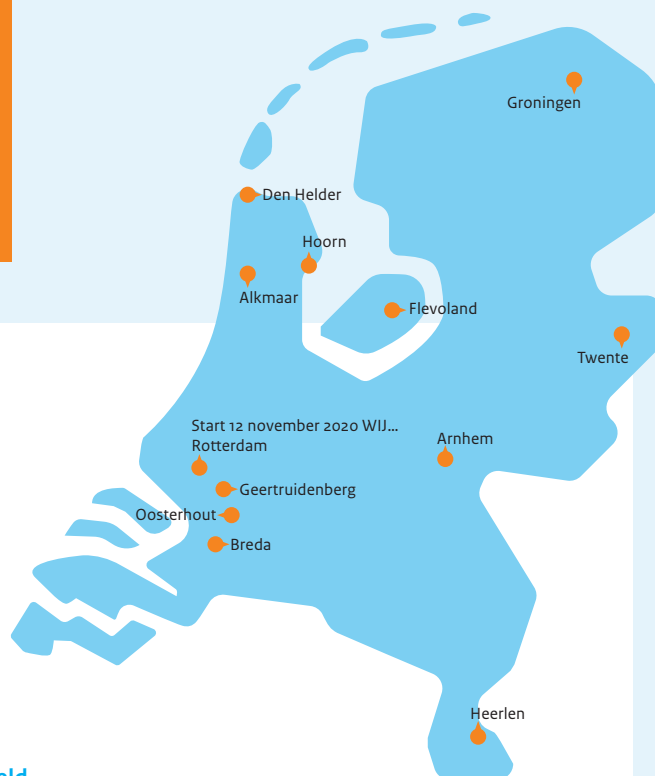 Groningen
Den Helder
Hoorn
Alkmaar
Flevoland
Twente
Start 12 november 2020 WIJ...
Rotterdam
Arnhem
Geertruidenberg
Oosterhout
Breda
Heerlen